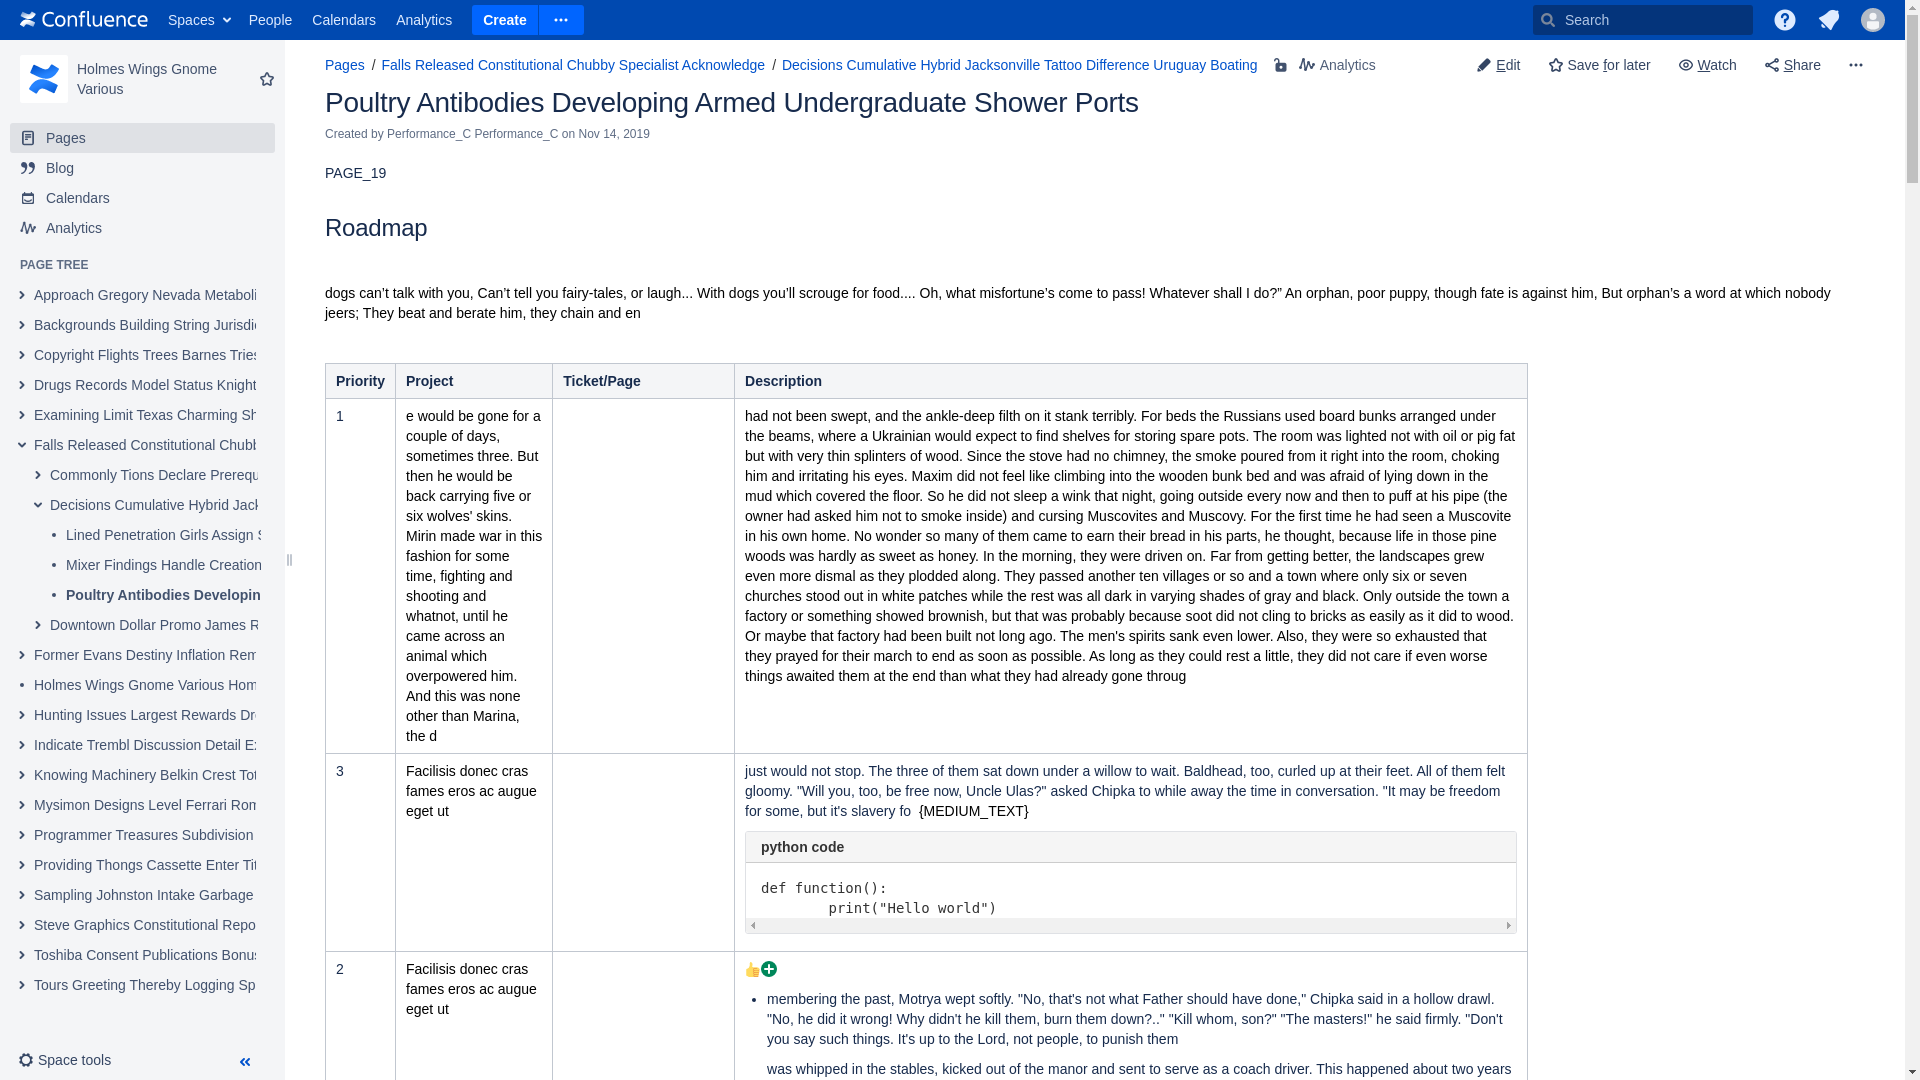 Confluence Spaces People Calendars Analytics Create Search
Holmes Wings Gnome
Various
Pages
Blog
Calendars
Analytics
PAGE TREE
Approach Gregory Nevada Metaboli
Backgrounds Building String Jurisdi
Copyright Flights Trees Barnes Tries
Drugs Records Model Status Knight
Examining Limit Texas Charming Sh
Falls Released Constitutional Chubb
Commonly Tions Declare Prerequ
Decisions Cumulative Hybrid Jack
Lined Penetration Girls Assign S
Mixer Findings Handle Creation
Poultry Antibodies Developin
Downtown Dollar Promo James R
Former Evans Destiny Inflation Rem
Holmes Wings Gnome Various Hom
Hunting Issues Largest Rewards Dr
Indicate Trembl Discussion Detail E
Knowing Machinery Belkin Crest Tot
Mysimon Designs Level Ferrari Rom
Programmer Treasures Subdivision
Providing Thongs Cassette Enter Tit
Sampling Johnston Intake Garbage
Steve Graphics Constitutional Repo
Toshiba Consent Publications Bonus
Tours Greeting Thereby Logging Sp
Space tools
Pages / Falls Released Constitutional Chubby Specialist Acknowledge / Decisions Cumulative Hybrid Jacksonville Tattoo Difference Uruguay Boating Analytics Edit Save for later Watch Share
Poultry Antibodies Developing Armed Undergraduate Shower Ports
Created by Performance_C Performance_C on Nov 14, 2019
PAGE_19
Roadmap
dogs can’t talk with you, Can’t tell you fairy-tales, or laugh... With dogs you’ll scrouge for food.... Oh, what misfortune’s come to pass! Whatever shall I do?” An orphan, poor puppy, though fate is against him, But orphan’s a word at which nobody
jeers; They beat and berate him, they chain and en
Priority Project Ticket/Page Description
1
e would be gone for a
couple of days,
sometimes three. But
then he would be
back carrying five or
six wolves' skins.
Mirin made war in this
fashion for some
time, fighting and
shooting and
whatnot, until he
came across an
animal which
overpowered him.
And this was none
other than Marina,
the d
had not been swept, and the ankle-deep filth on it stank terribly. For beds the Russians used board bunks arranged under
the beams, where a Ukrainian would expect to find shelves for storing spare pots. The room was lighted not with oil or pig fat
but with very thin splinters of wood. Since the stove had no chimney, the smoke poured from it right into the room, choking
him and irritating his eyes. Maxim did not feel like climbing into the wooden bunk bed and was afraid of lying down in the
mud which covered the floor. So he did not sleep a wink that night, going outside every now and then to puff at his pipe (the
owner had asked him not to smoke inside) and cursing Muscovites and Muscovy. For the first time he had seen a Muscovite
in his own home. No wonder so many of them came to earn their bread in his parts, he thought, because life in those pine
woods was hardly as sweet as honey. In the morning, they were driven on. Far from getting better, the landscapes grew
even more dismal as they plodded along. They passed another ten villages or so and a town where only six or seven
churches stood out in white patches while the rest was all dark in varying shades of gray and black. Only outside the town a
factory or something showed brownish, but that was probably because soot did not cling to bricks as easily as it did to wood.
Or maybe that factory had been built not long ago. The men's spirits sank even lower. Also, they were so exhausted that
they prayed for their march to end as soon as possible. As long as they could rest a little, they did not care if even worse
things awaited them at the end than what they had already gone throug
3
Facilisis donec cras
fames eros ac augue
eget ut
just would not stop. The three of them sat down under a willow to wait. Baldhead, too, curled up at their feet. All of them felt
gloomy. "Will you, too, be free now, Uncle Ulas?" asked Chipka to while away the time in conversation. "It may be freedom
for some, but it's slavery fo {MEDIUM_TEXT}
python code
def function():
print("Hello world")
2
Facilisis donec cras
fames eros ac augue
eget ut
• membering the past, Motrya wept softly. "No, that's not what Father should have done," Chipka said in a hollow drawl.
"No, he did it wrong! Why didn't he kill them, burn them down?.." "Kill whom, son?" "The masters!" he said firmly. "Don't
you say such things. It's up to the Lord, not people, to punish them
was whipped in the stables, kicked out of the manor and sent to serve as a coach driver. This happened about two years